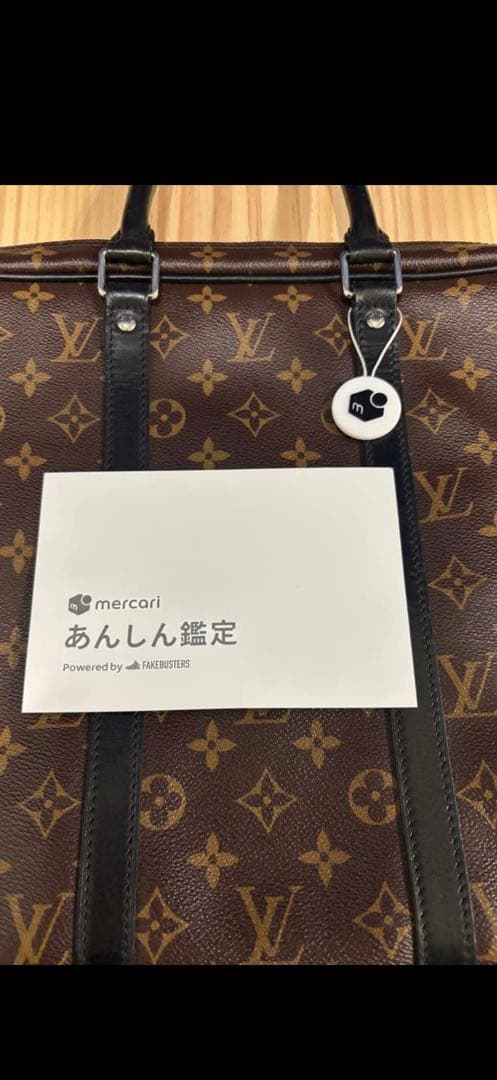 mercari
あんしん鑑定
Powered by FAKEBUSTERS